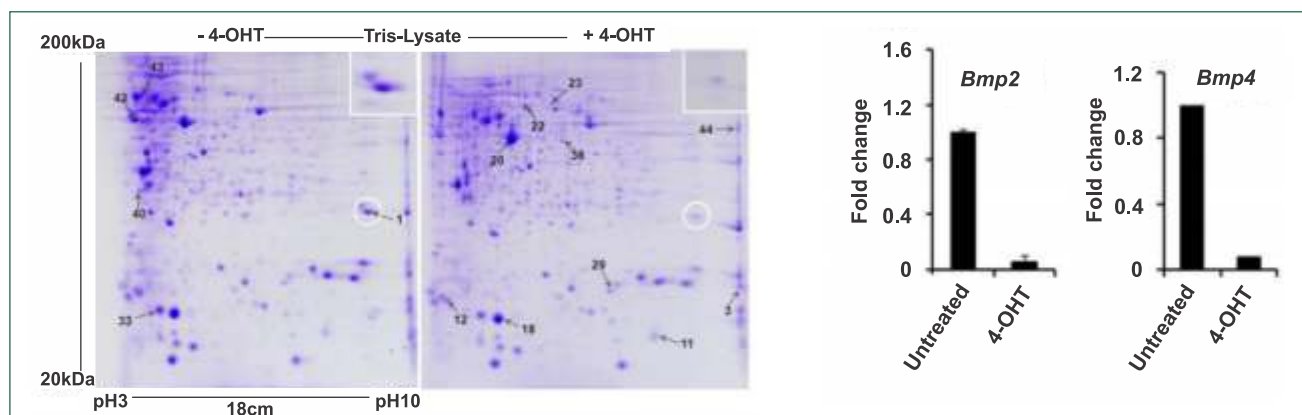 200kDa
- 4-OHT Tris-Lysate + 4-OHT
43
42
40
1
33
23
22
20
38
44
29
12
18
3
11
20kDa
pH3 18cm pH10
Fold change
1.6
1.2
0.8
0.4
0
Bmp2
Untreated
4-OHT
Fold change
1.2
0.8
0.4
0
Bmp4
Untreated
4-OHT